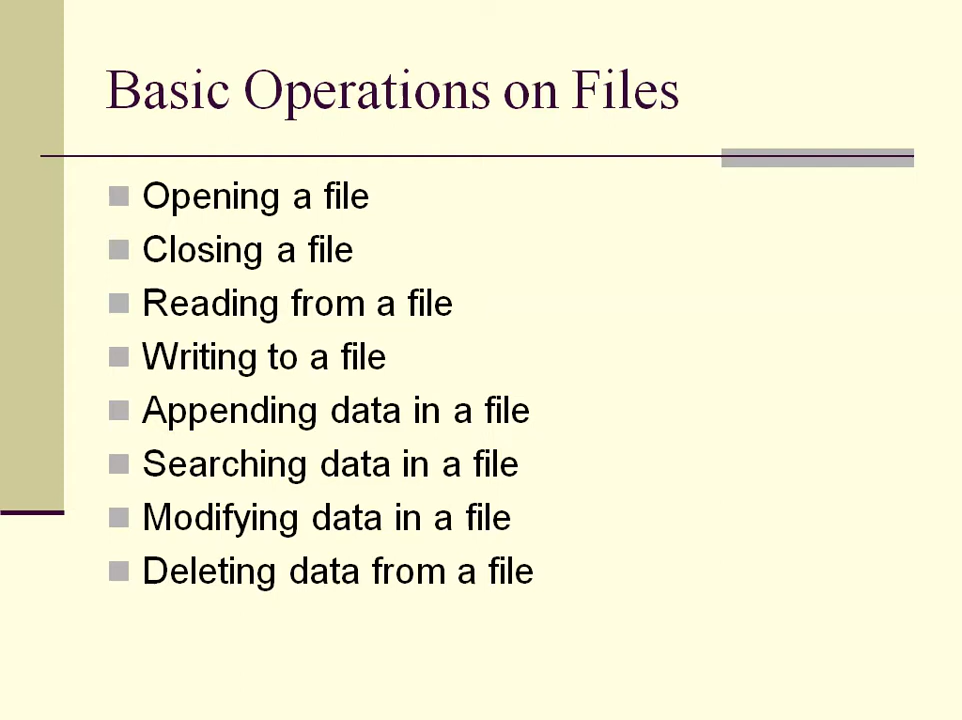 Basic Operations on Files
Opening a file
Closing a file
Reading from a file
Writing to a file
Appending data in a file
Searching data in a file
Modifying data in a file
Deleting data from a file